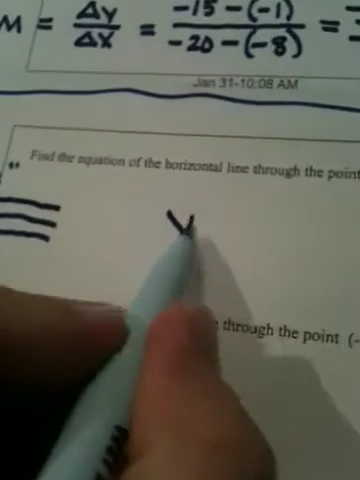 M = Δy/Δx = -15-(-1)/-20-(-8) =
Jan 31-10:08 AM
Find the equation of the horizontal line through the point
Y
through the point (-